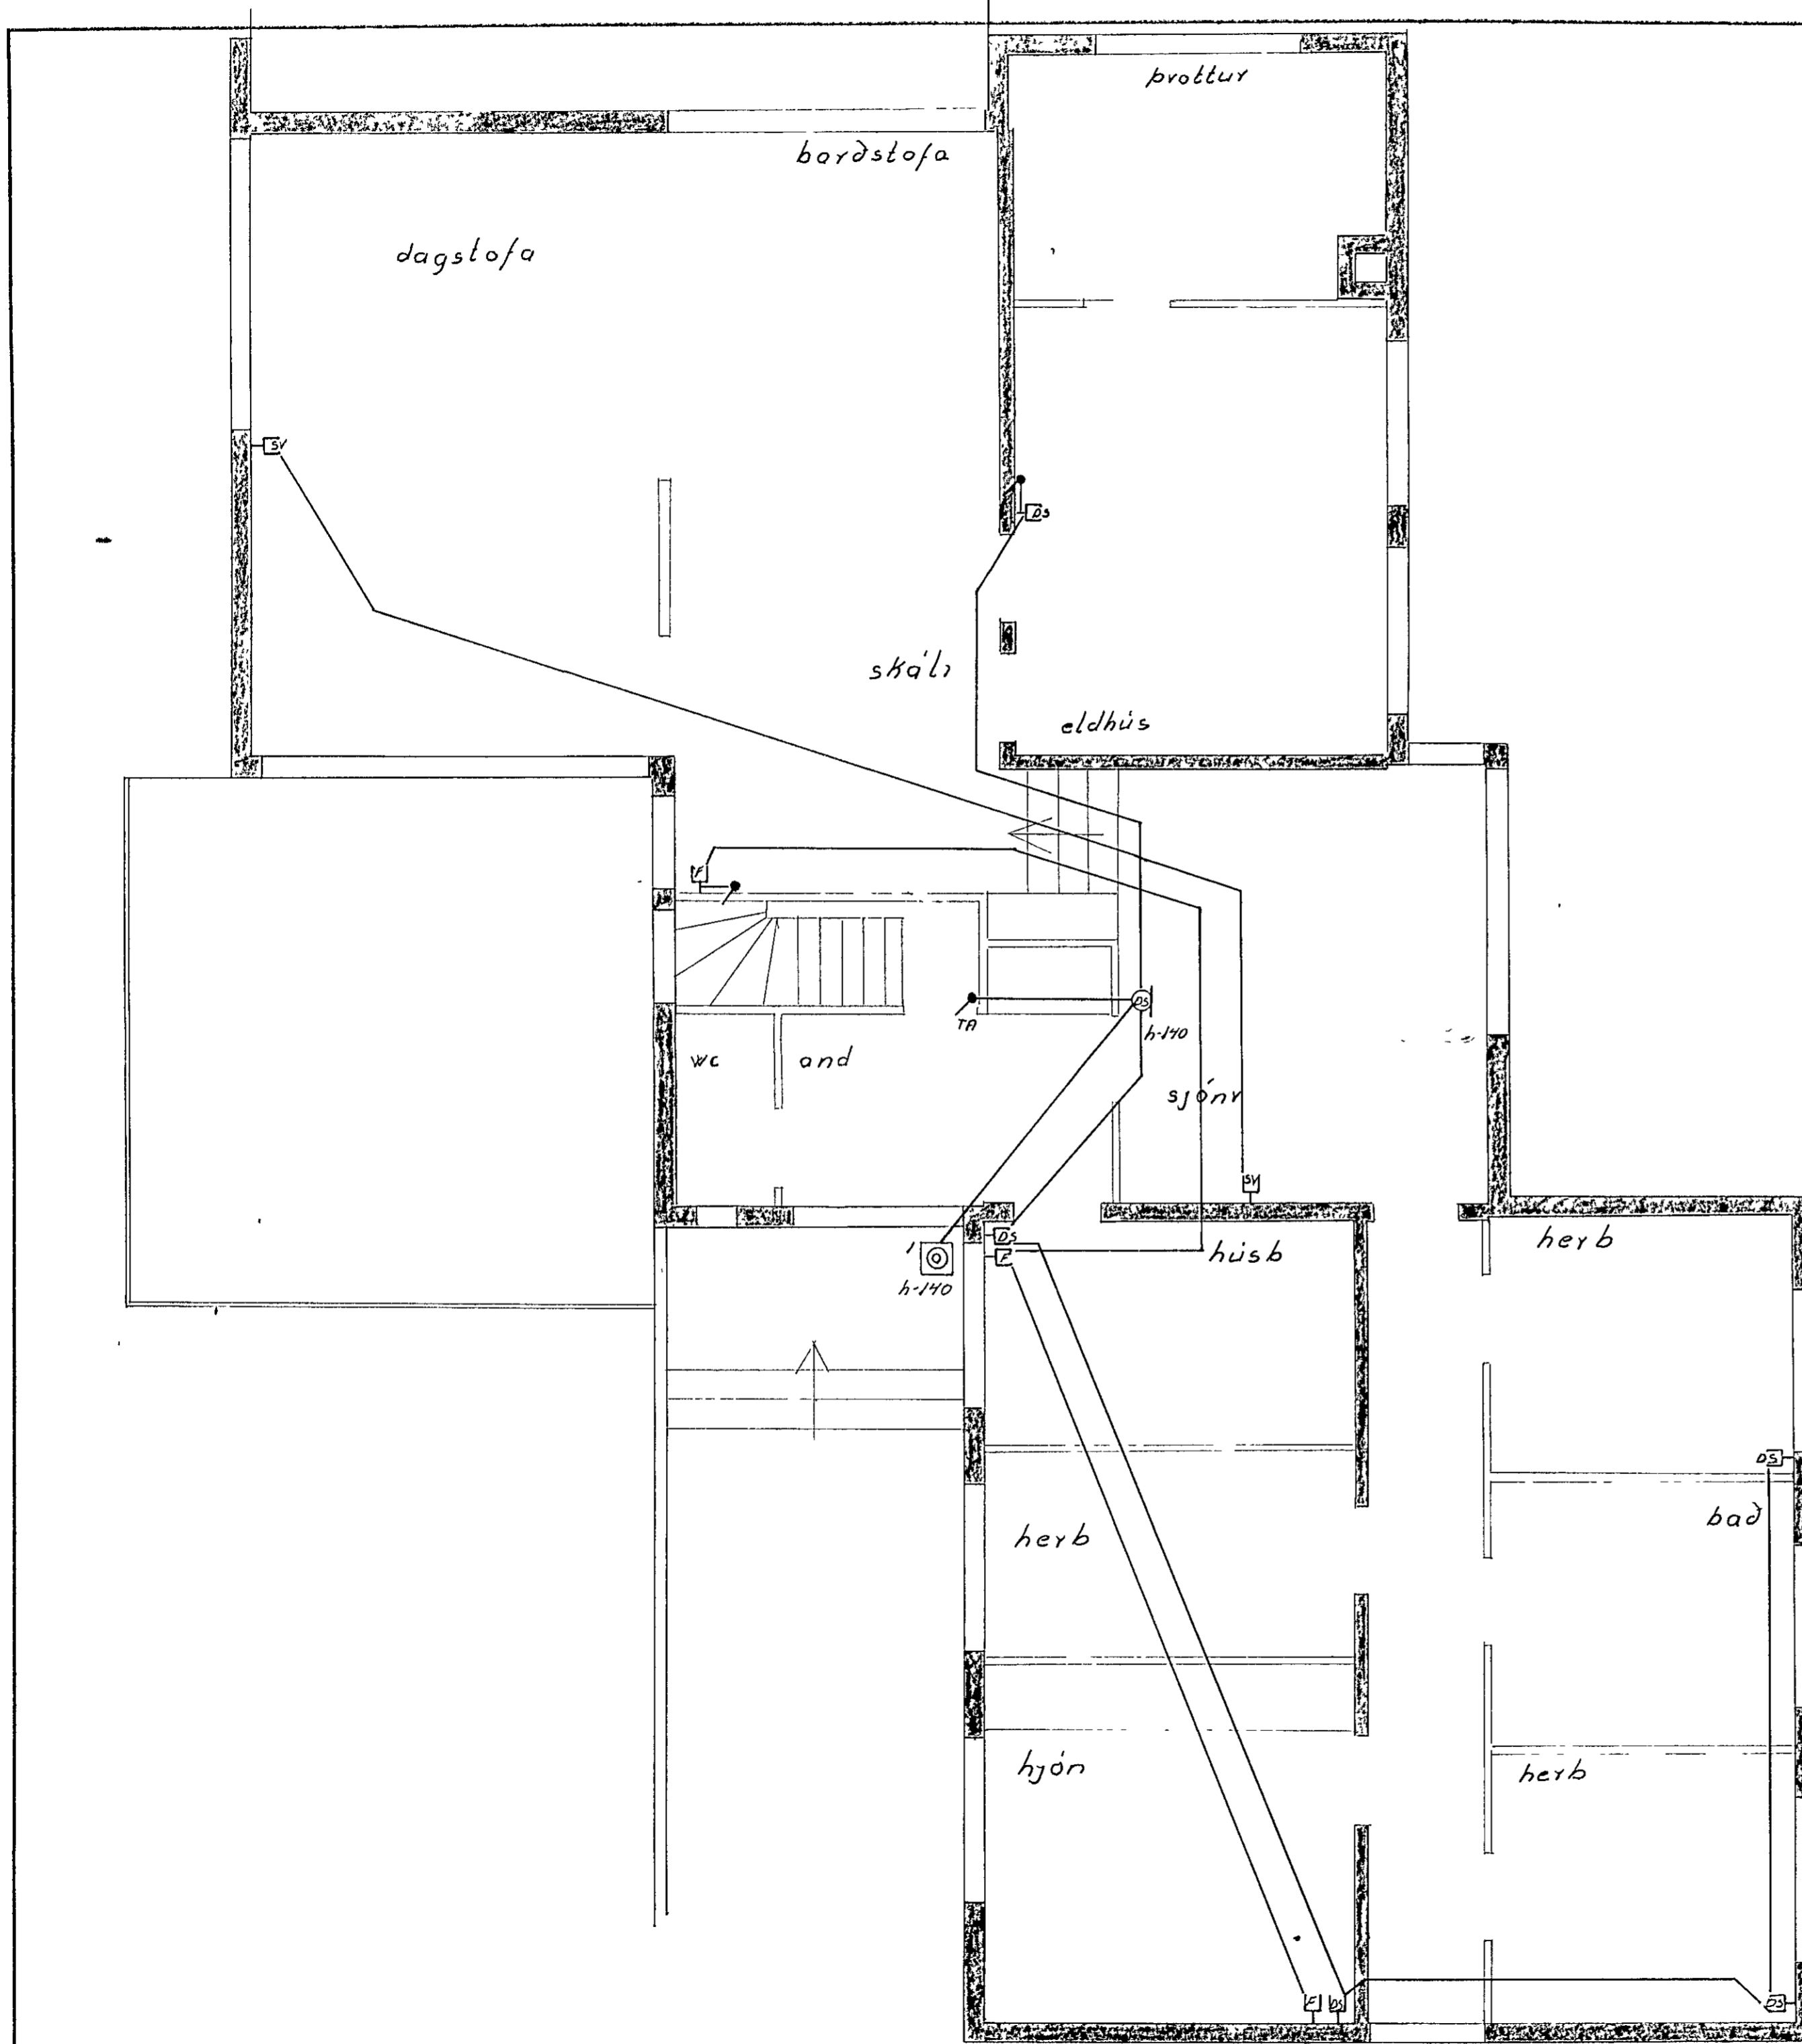 þvottur
borðstofa
dagstofa
SV
DS
skáli
eldhús
F
DS
TA
h-140
wc
and
sjónv
SV
DS
F
húsb
herb
1
h-140
DS
bað
herb
hjón
herb
F
DS
DS